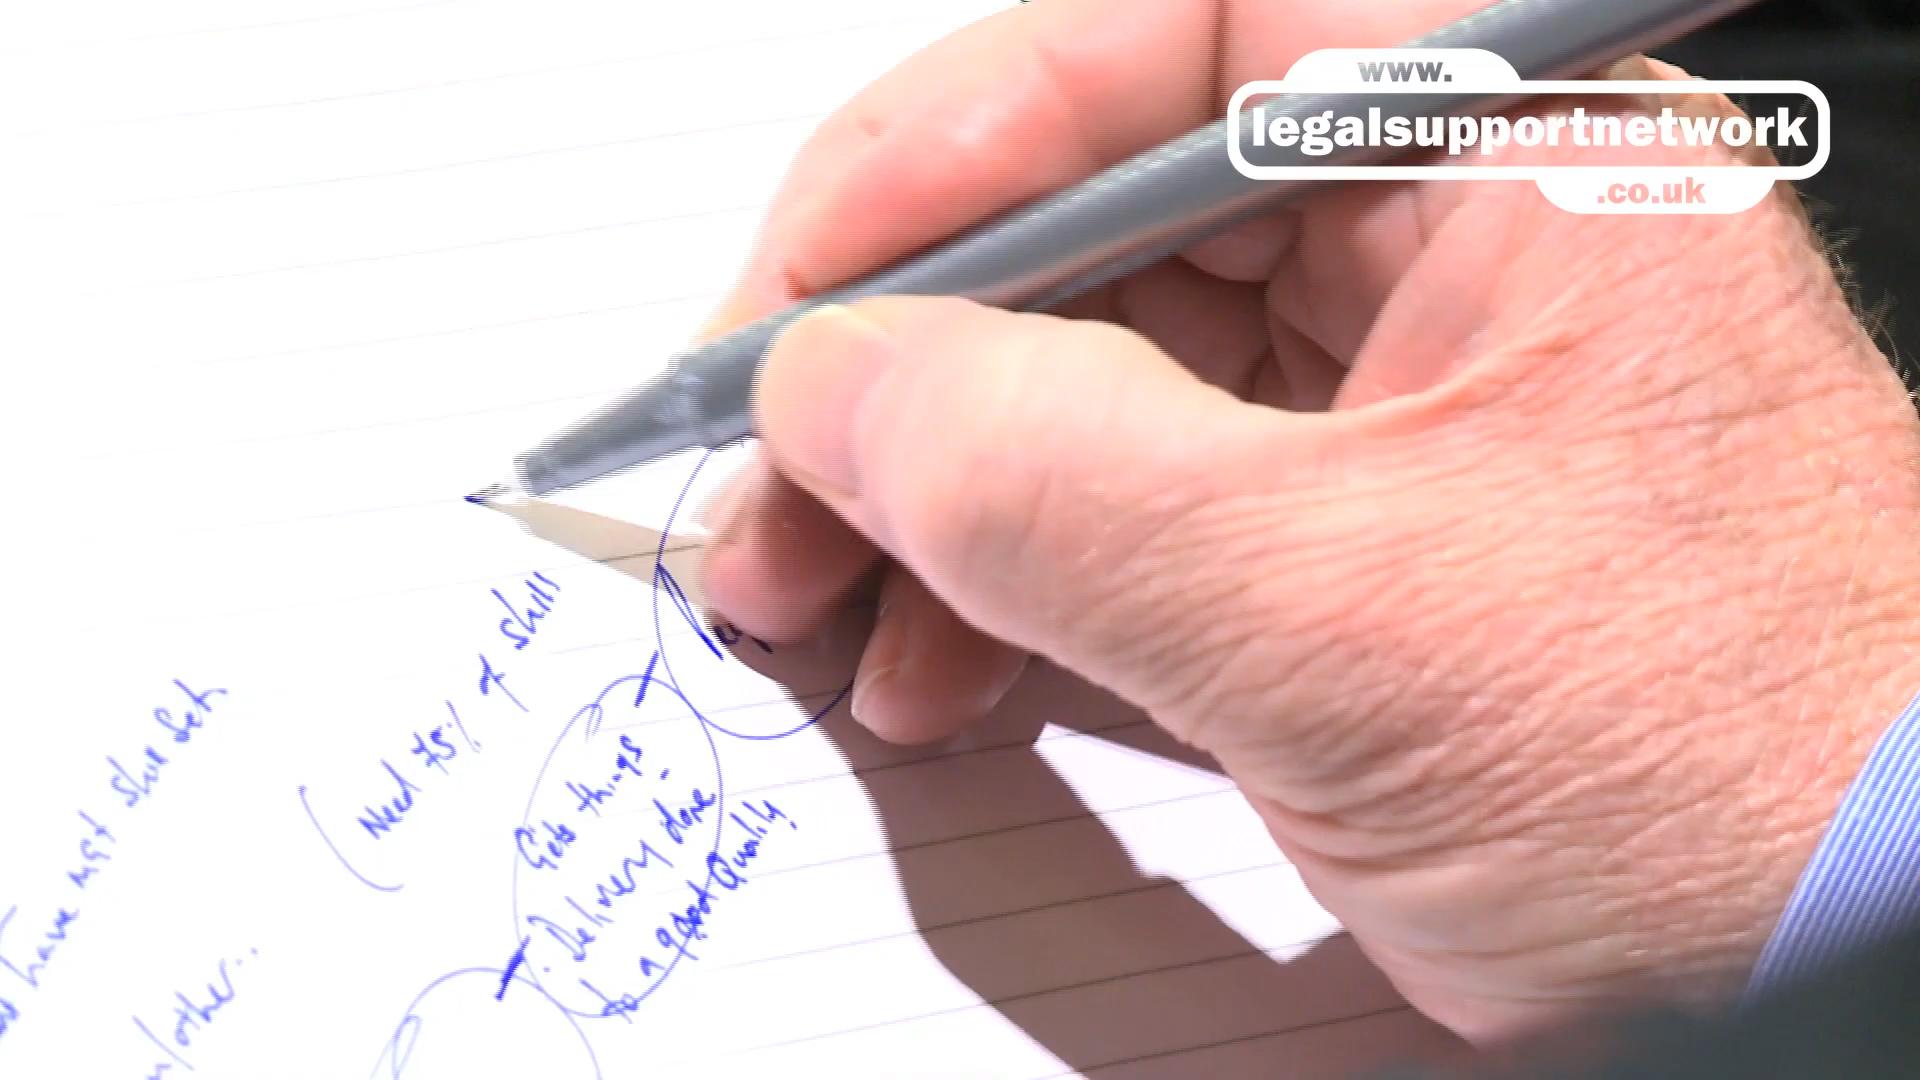 www.
legalsupportnetwork
.co.uk
(Need 75% of skill
have most skill set.
/other..
Gets things
. Delivery done
to a good Quality.